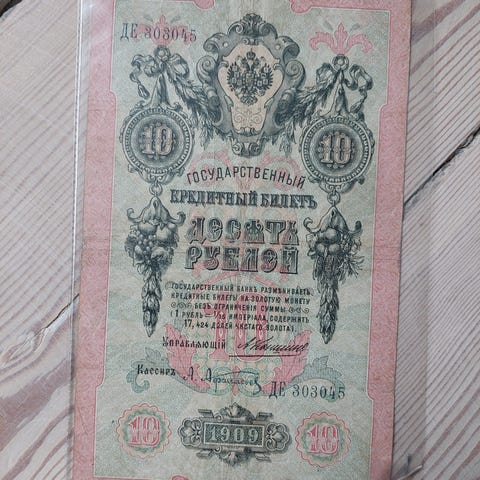 ДЕ 303045
10 10
ГОСУДАРСТВЕННЫЙ
КРЕДИТНЫЙ БИЛЕТЪ
ДЕСЯТЬ
РУБЛЕЙ
ГОСУДАРСТВЕННЫЙ БАНКЪ РАЗМѢНИВАЕТЪ
КРЕДИТНЫЕ БИЛЕТЫ НА ЗОЛОТУЮ МОНЕТУ
БЕЗЪ ОГРАНИЧЕНІЯ СУММЫ
(1 РУБЛЬ = 1/15 ИМПЕРІАЛА, СОДЕРЖИТЪ
17,424 ДОЛЕЙ ЧИСТАГО ЗОЛОТА).
УПРАВЛЯЮЩІЙ
Кассиръ
ДЕ 303045
10 1909 10